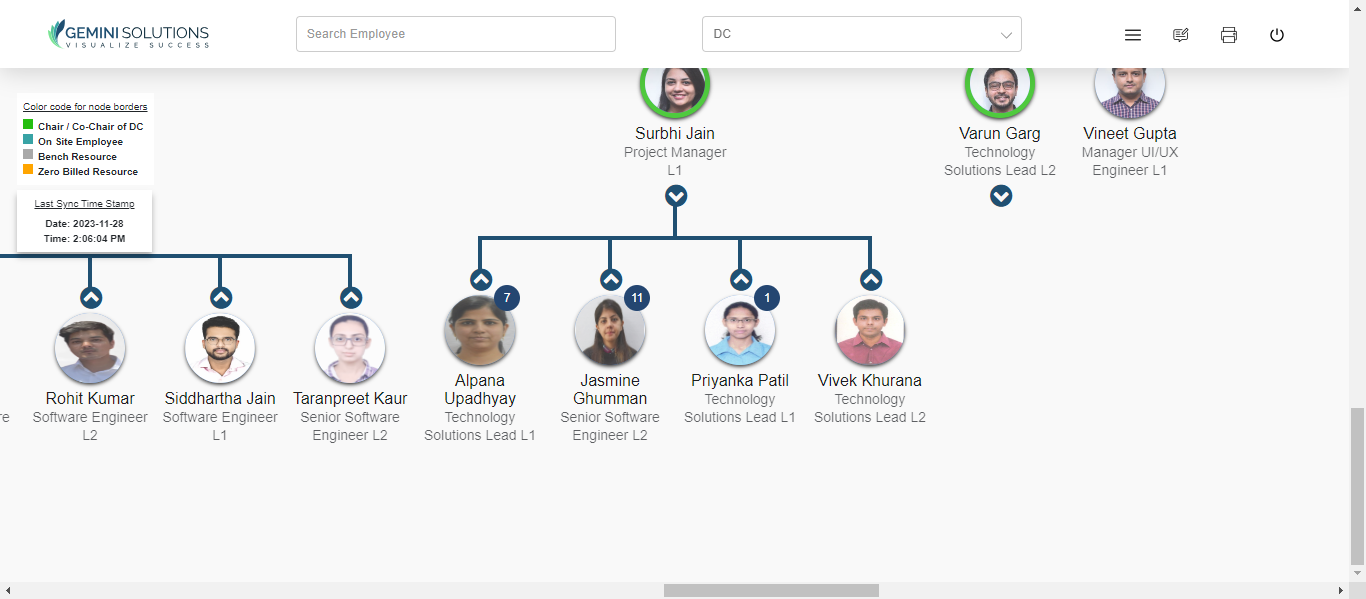 GEMINI SOLUTIONS
VISUALIZE SUCCESS
Search Employee
DC
Color code for node borders
Chair / Co-Chair of DC
On Site Employee
Bench Resource
Zero Billed Resource
Last Sync Time Stamp
Date: 2023-11-28
Time: 2:06:04 PM
Surbhi Jain
Project Manager
L1
Varun Garg
Technology
Solutions Lead L2
Vineet Gupta
Manager UI/UX
Engineer L1
Rohit Kumar
Software Engineer
L2
Siddhartha Jain
Software Engineer
L1
Taranpreet Kaur
Senior Software
Engineer L2
7
Alpana
Upadhyay
Technology
Solutions Lead L1
11
Jasmine
Ghumman
Senior Software
Engineer L2
1
Priyanka Patil
Technology
Solutions Lead L1
Vivek Khurana
Technology
Solutions Lead L2